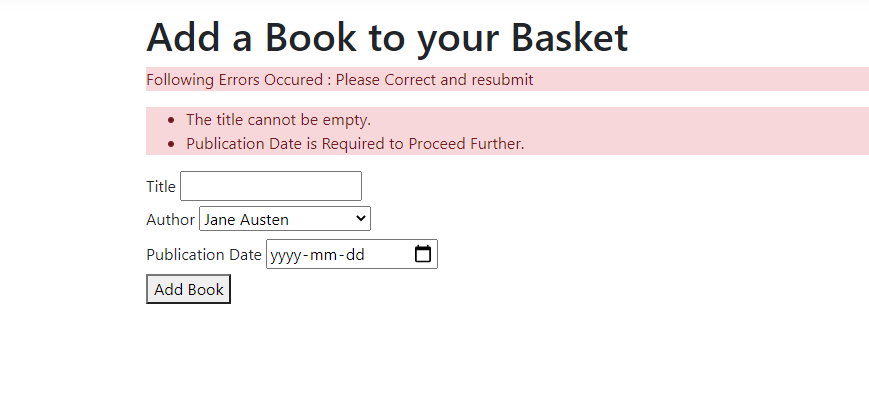 Add a Book to your Basket
Following Errors Occured : Please Correct and resubmit
The title cannot be empty.
Publication Date is Required to Proceed Further.
Title
Author Jane Austen
Publication Date yyyy-mm-dd
Add Book